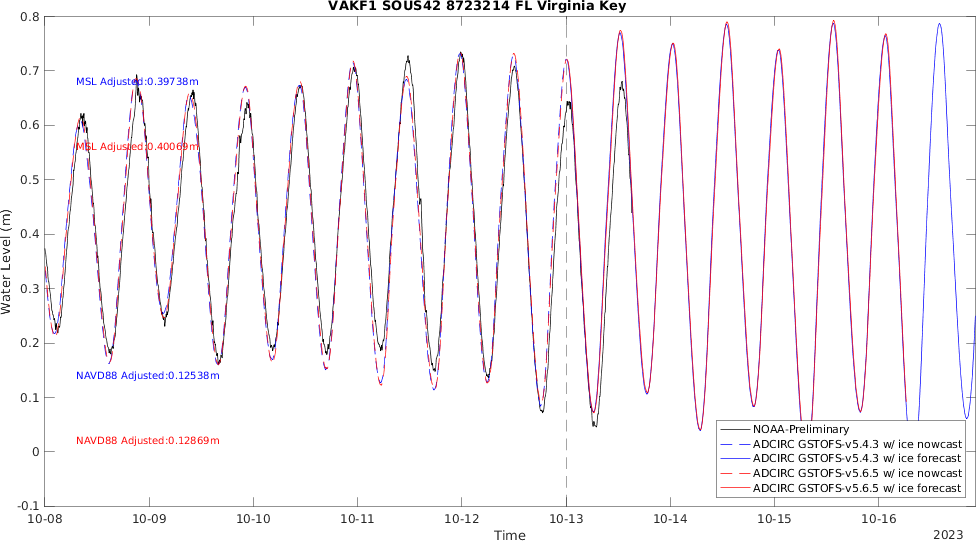 VAKF1 SOUS42 8723214 FL Virginia Key
Water Level (m)
0.8
0.7
0.6
0.5
0.4
0.3
0.2
0.1
0
-0.1
MSL Adjusted:0.39738m
MSL Adjusted:0.40069m
NAVD88 Adjusted:0.12538m
NAVD88 Adjusted:0.12869m
NOAA-Preliminary
ADCIRC GSTOFS-v5.4.3 w/ ice nowcast
ADCIRC GSTOFS-v5.4.3 w/ ice forecast
ADCIRC GSTOFS-v5.6.5 w/ ice nowcast
ADCIRC GSTOFS-v5.6.5 w/ ice forecast
10-08 10-09 10-10 10-11 10-12 10-13 10-14 10-15 10-16
Time
2023